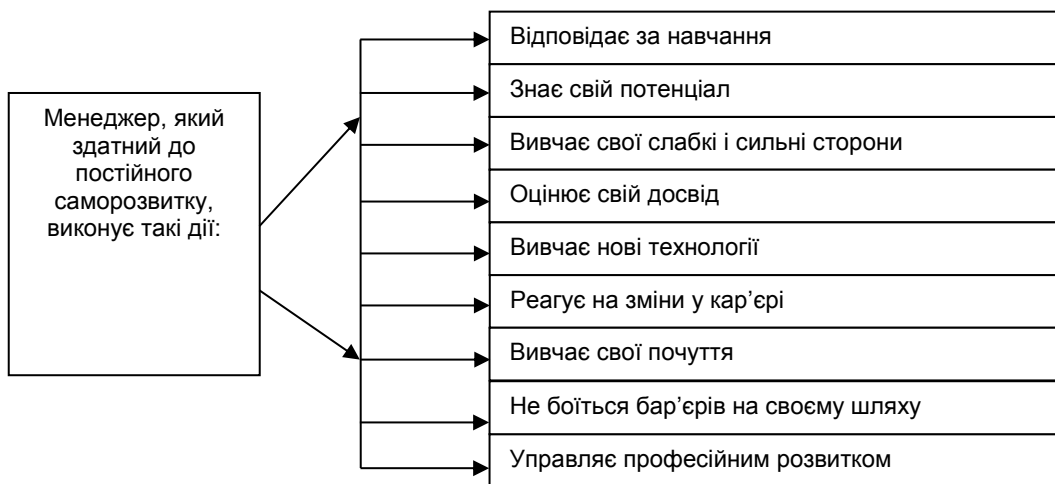 Менеджер, який
здатний до
постійного
саморозвитку,
виконує такі дії:
Відповідає за навчання
Знає свій потенціал
Вивчає свої слабкі і сильні сторони
Оцінює свій досвід
Вивчає нові технології
Реагує на зміни у кар’єрі
Вивчає свої почуття
Не боїться бар’єрів на своєму шляху
Управляє професійним розвитком